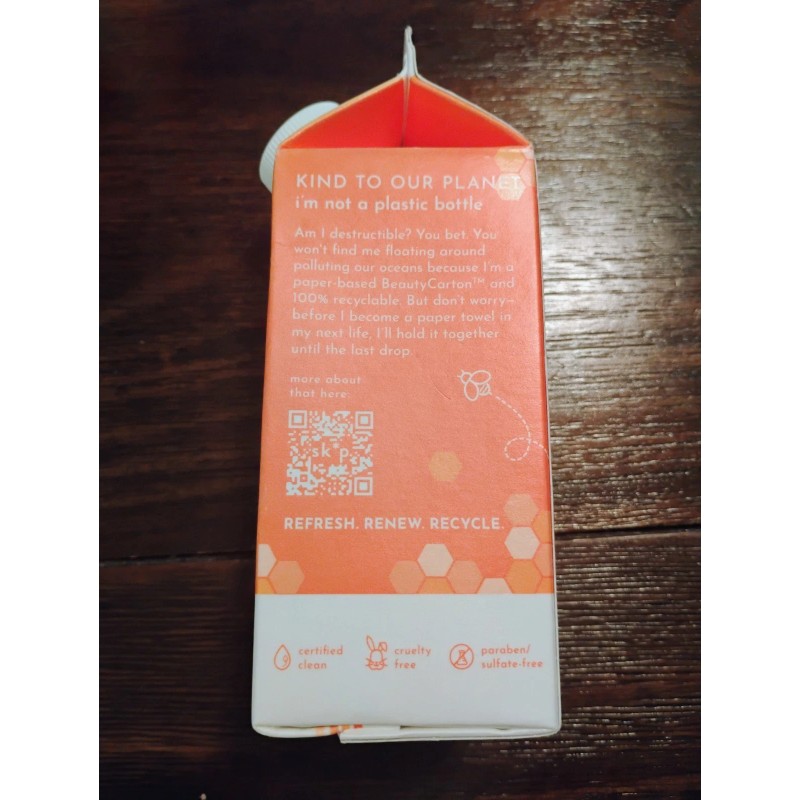 KIND TO OUR PLANET
i'm not a plastic bottle
Am I destructible? You bet. You
won't find me floating around
polluting our oceans because I'm a
paper-based BeautyCarton™ and
100% recyclable. But don't worry–
before I become a paper towel in
my next life, I'll hold it together
until the last drop.
more about
that here:
sk*p
REFRESH. RENEW. RECYCLE.
certified
clean
cruelty
free
paraben/
sulfate-free